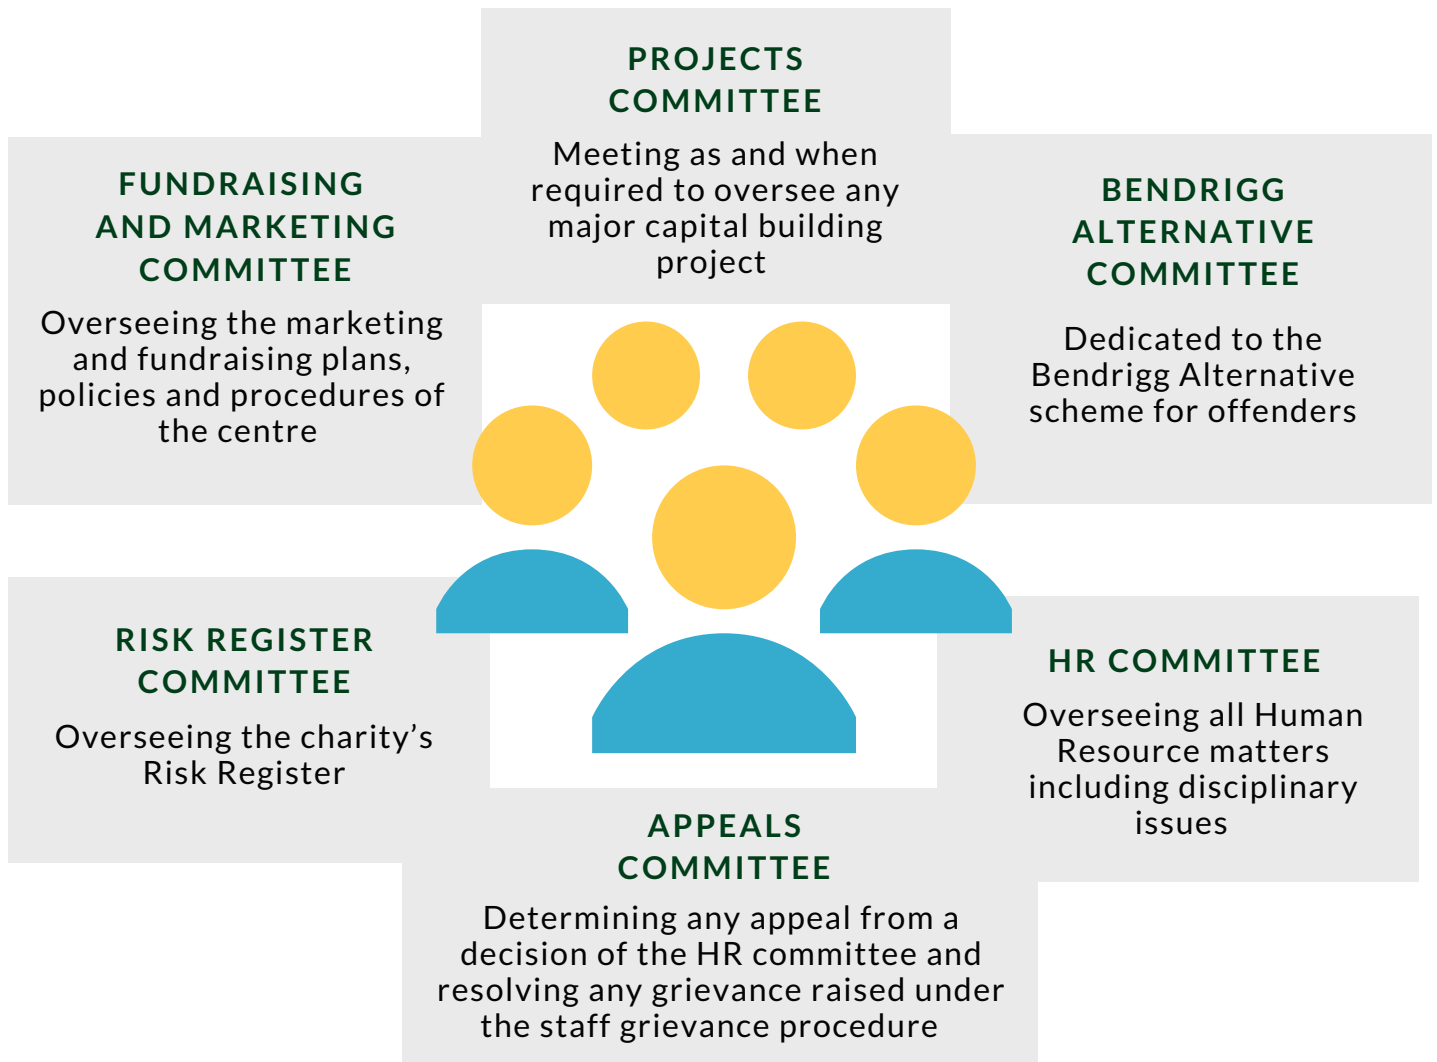 PROJECTS
COMMITTEE
Meeting as and when
required to oversee any
major capital building
project
FUNDRAISING
AND MARKETING
COMMITTEE
Overseeing the marketing
and fundraising plans,
policies and procedures of
the centre
BENDRIGG
ALTERNATIVE
COMMITTEE
Dedicated to the
Bendrigg Alternative
scheme for offenders
RISK REGISTER
COMMITTEE
Overseeing the charity’s
Risk Register
HR COMMITTEE
Overseeing all Human
Resource matters
including disciplinary
issues
APPEALS
COMMITTEE
Determining any appeal from a
decision of the HR committee and
resolving any grievance raised under
the staff grievance procedure